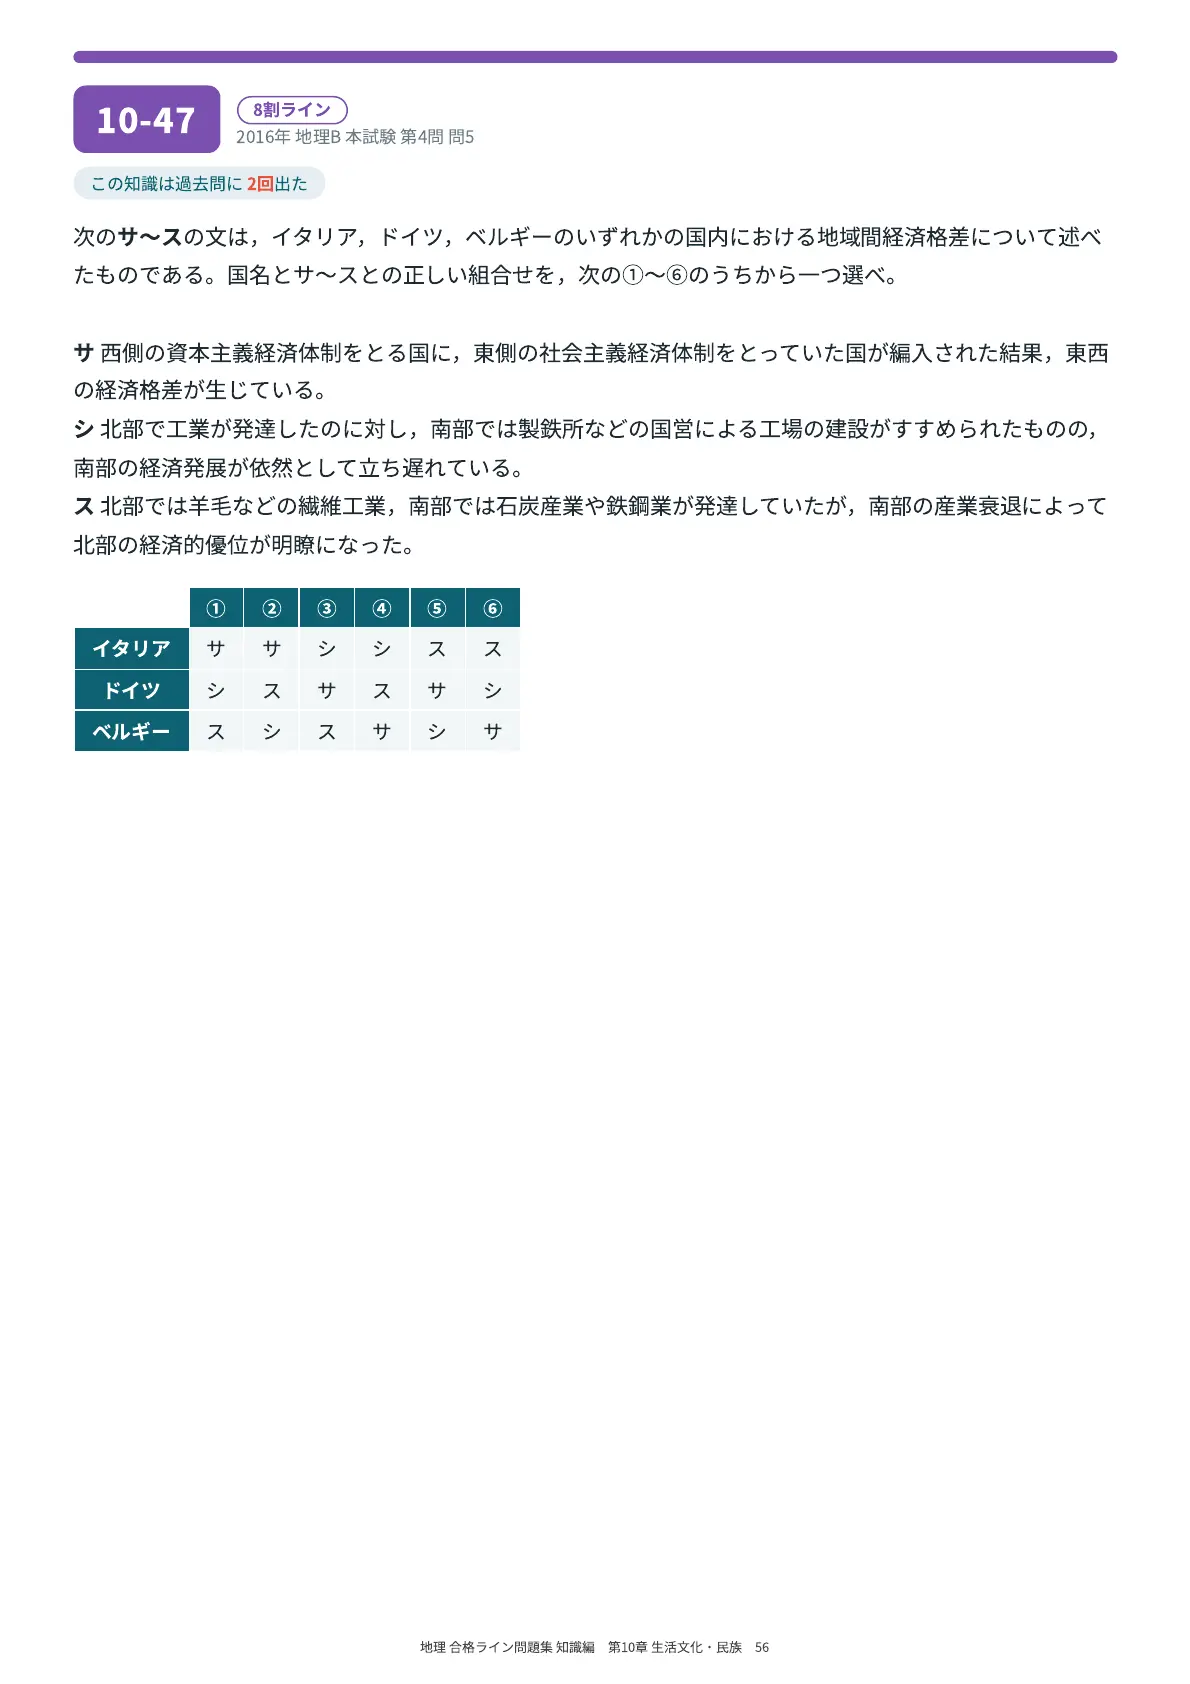 10-47
8割ライン
2016年 地理B 本試験 第4問 問5
この知識は過去問に 2回出た
次のサ～スの文は，イタリア，ドイツ，ベルギーのいずれかの国内における地域間経済格差について述べ
たものである。国名とサ～スとの正しい組合せを，次の①～⑥のうちから一つ選べ。
サ 西側の資本主義経済体制をとる国に，東側の社会主義経済体制をとっていた国が編入された結果，東西
の経済格差が生じている。
シ 北部で工業が発達したのに対し，南部では製鉄所などの国営による工場の建設がすすめられたものの，
南部の経済発展が依然として立ち遅れている。
ス 北部では羊毛などの繊維工業，南部では石炭産業や鉄鋼業が発達していたが，南部の産業衰退によって
北部の経済的優位が明瞭になった。
① ② ③ ④ ⑤ ⑥
イタリア サ サ シ シ ス ス
ドイツ シ ス サ ス サ シ
ベルギー ス シ ス サ シ サ
地理 合格ライン問題集 知識編 第10章 生活文化・民族 56